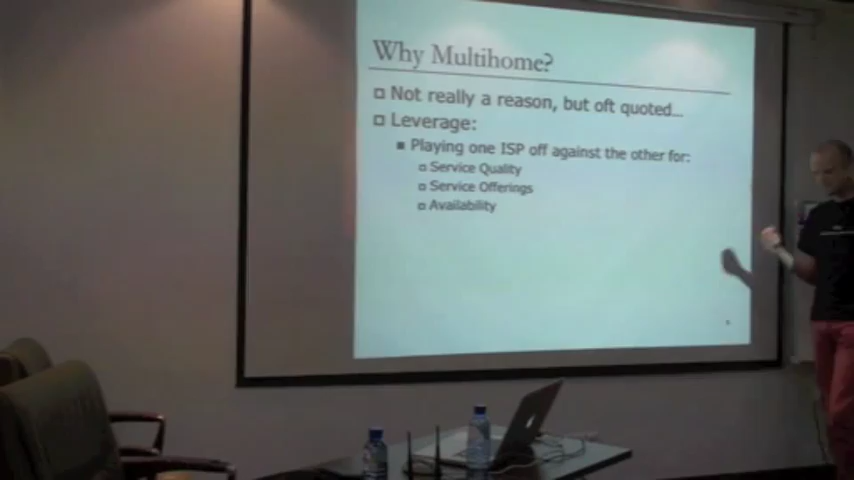 Why Multihome?
Not really a reason, but oft quoted...
Leverage:
Playing one ISP off against the other for:
Service Quality
Service Offerings
Availability